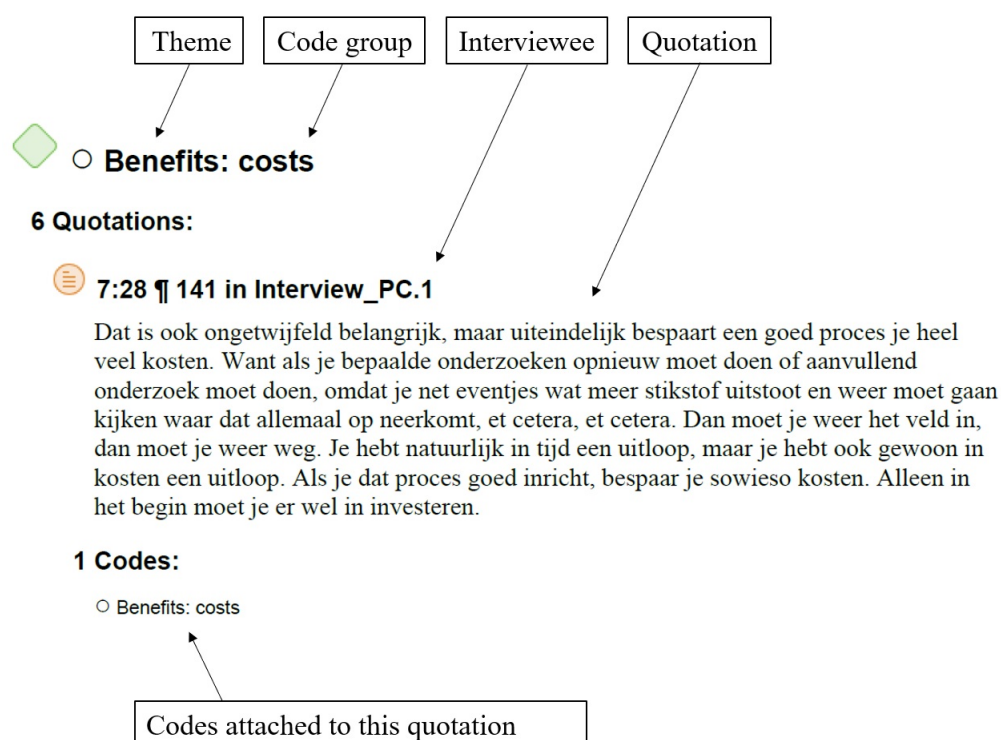 Theme
Code group
Interviewee
Quotation
Benefits: costs
6 Quotations:
7:28 ¶ 141 in Interview_PC.1
Dat is ook ongetwijfeld belangrijk, maar uiteindelijk bespaart een goed proces je heel
veel kosten. Want als je bepaalde onderzoeken opnieuw moet doen of aanvullend
onderzoek moet doen, omdat je net eventjes wat meer stikstof uitstoot en weer moet gaan
kijken waar dat allemaal op neerkomt, et cetera, et cetera. Dan moet je weer het veld in,
dan moet je weer weg. Je hebt natuurlijk in tijd een uitloop, maar je hebt ook gewoon in
kosten een uitloop. Als je dat proces goed inricht, bespaar je sowieso kosten. Alleen in
het begin moet je er wel in investeren.
1 Codes:
Benefits: costs
Codes attached to this quotation